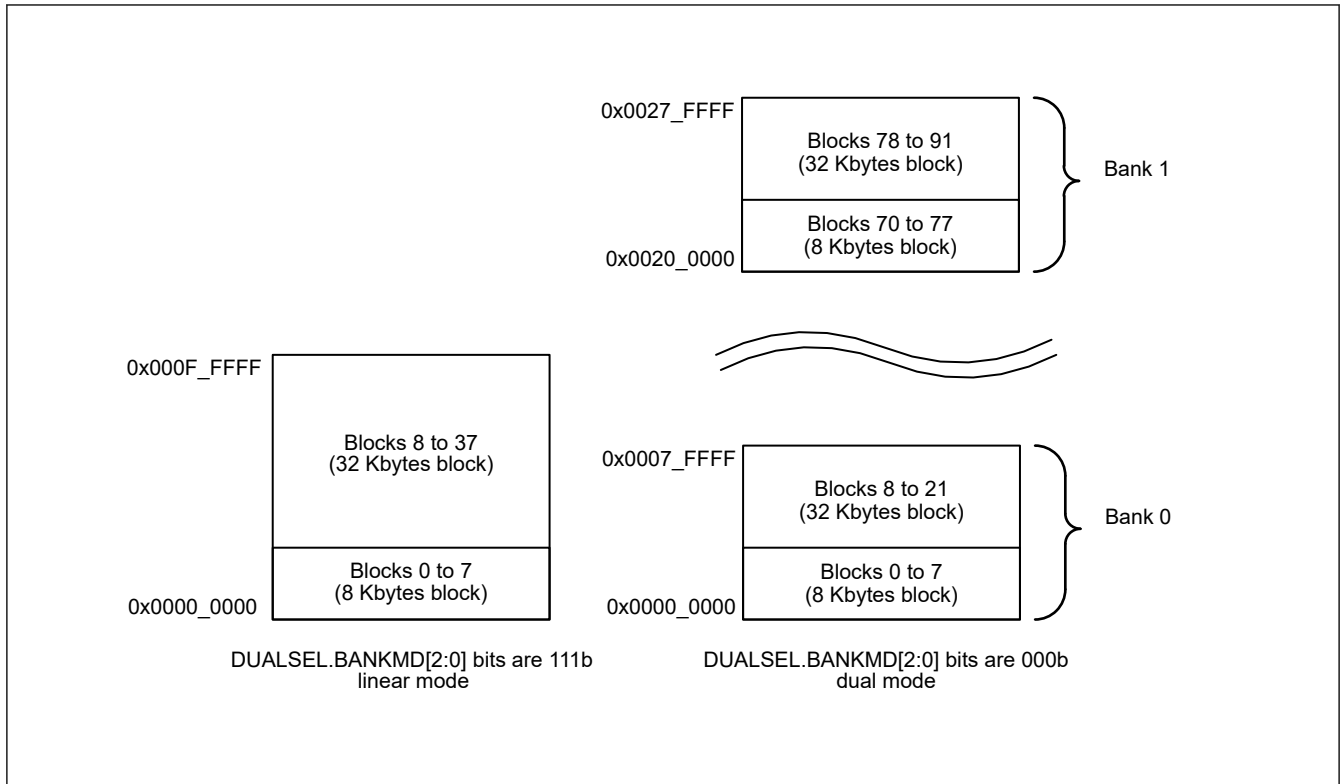 0x0027_FFFF
Blocks 78 to 91
(32 Kbytes block)
Bank 1
Blocks 70 to 77
(8 Kbytes block)
0x0020_0000
0x000F_FFFF
Blocks 8 to 37
(32 Kbytes block)
Blocks 0 to 7
(8 Kbytes block)
0x0000_0000
DUALSEL.BANKMD[2:0] bits are 111b
linear mode
0x0007_FFFF
Blocks 8 to 21
(32 Kbytes block)
Bank 0
Blocks 0 to 7
(8 Kbytes block)
0x0000_0000
DUALSEL.BANKMD[2:0] bits are 000b
dual mode